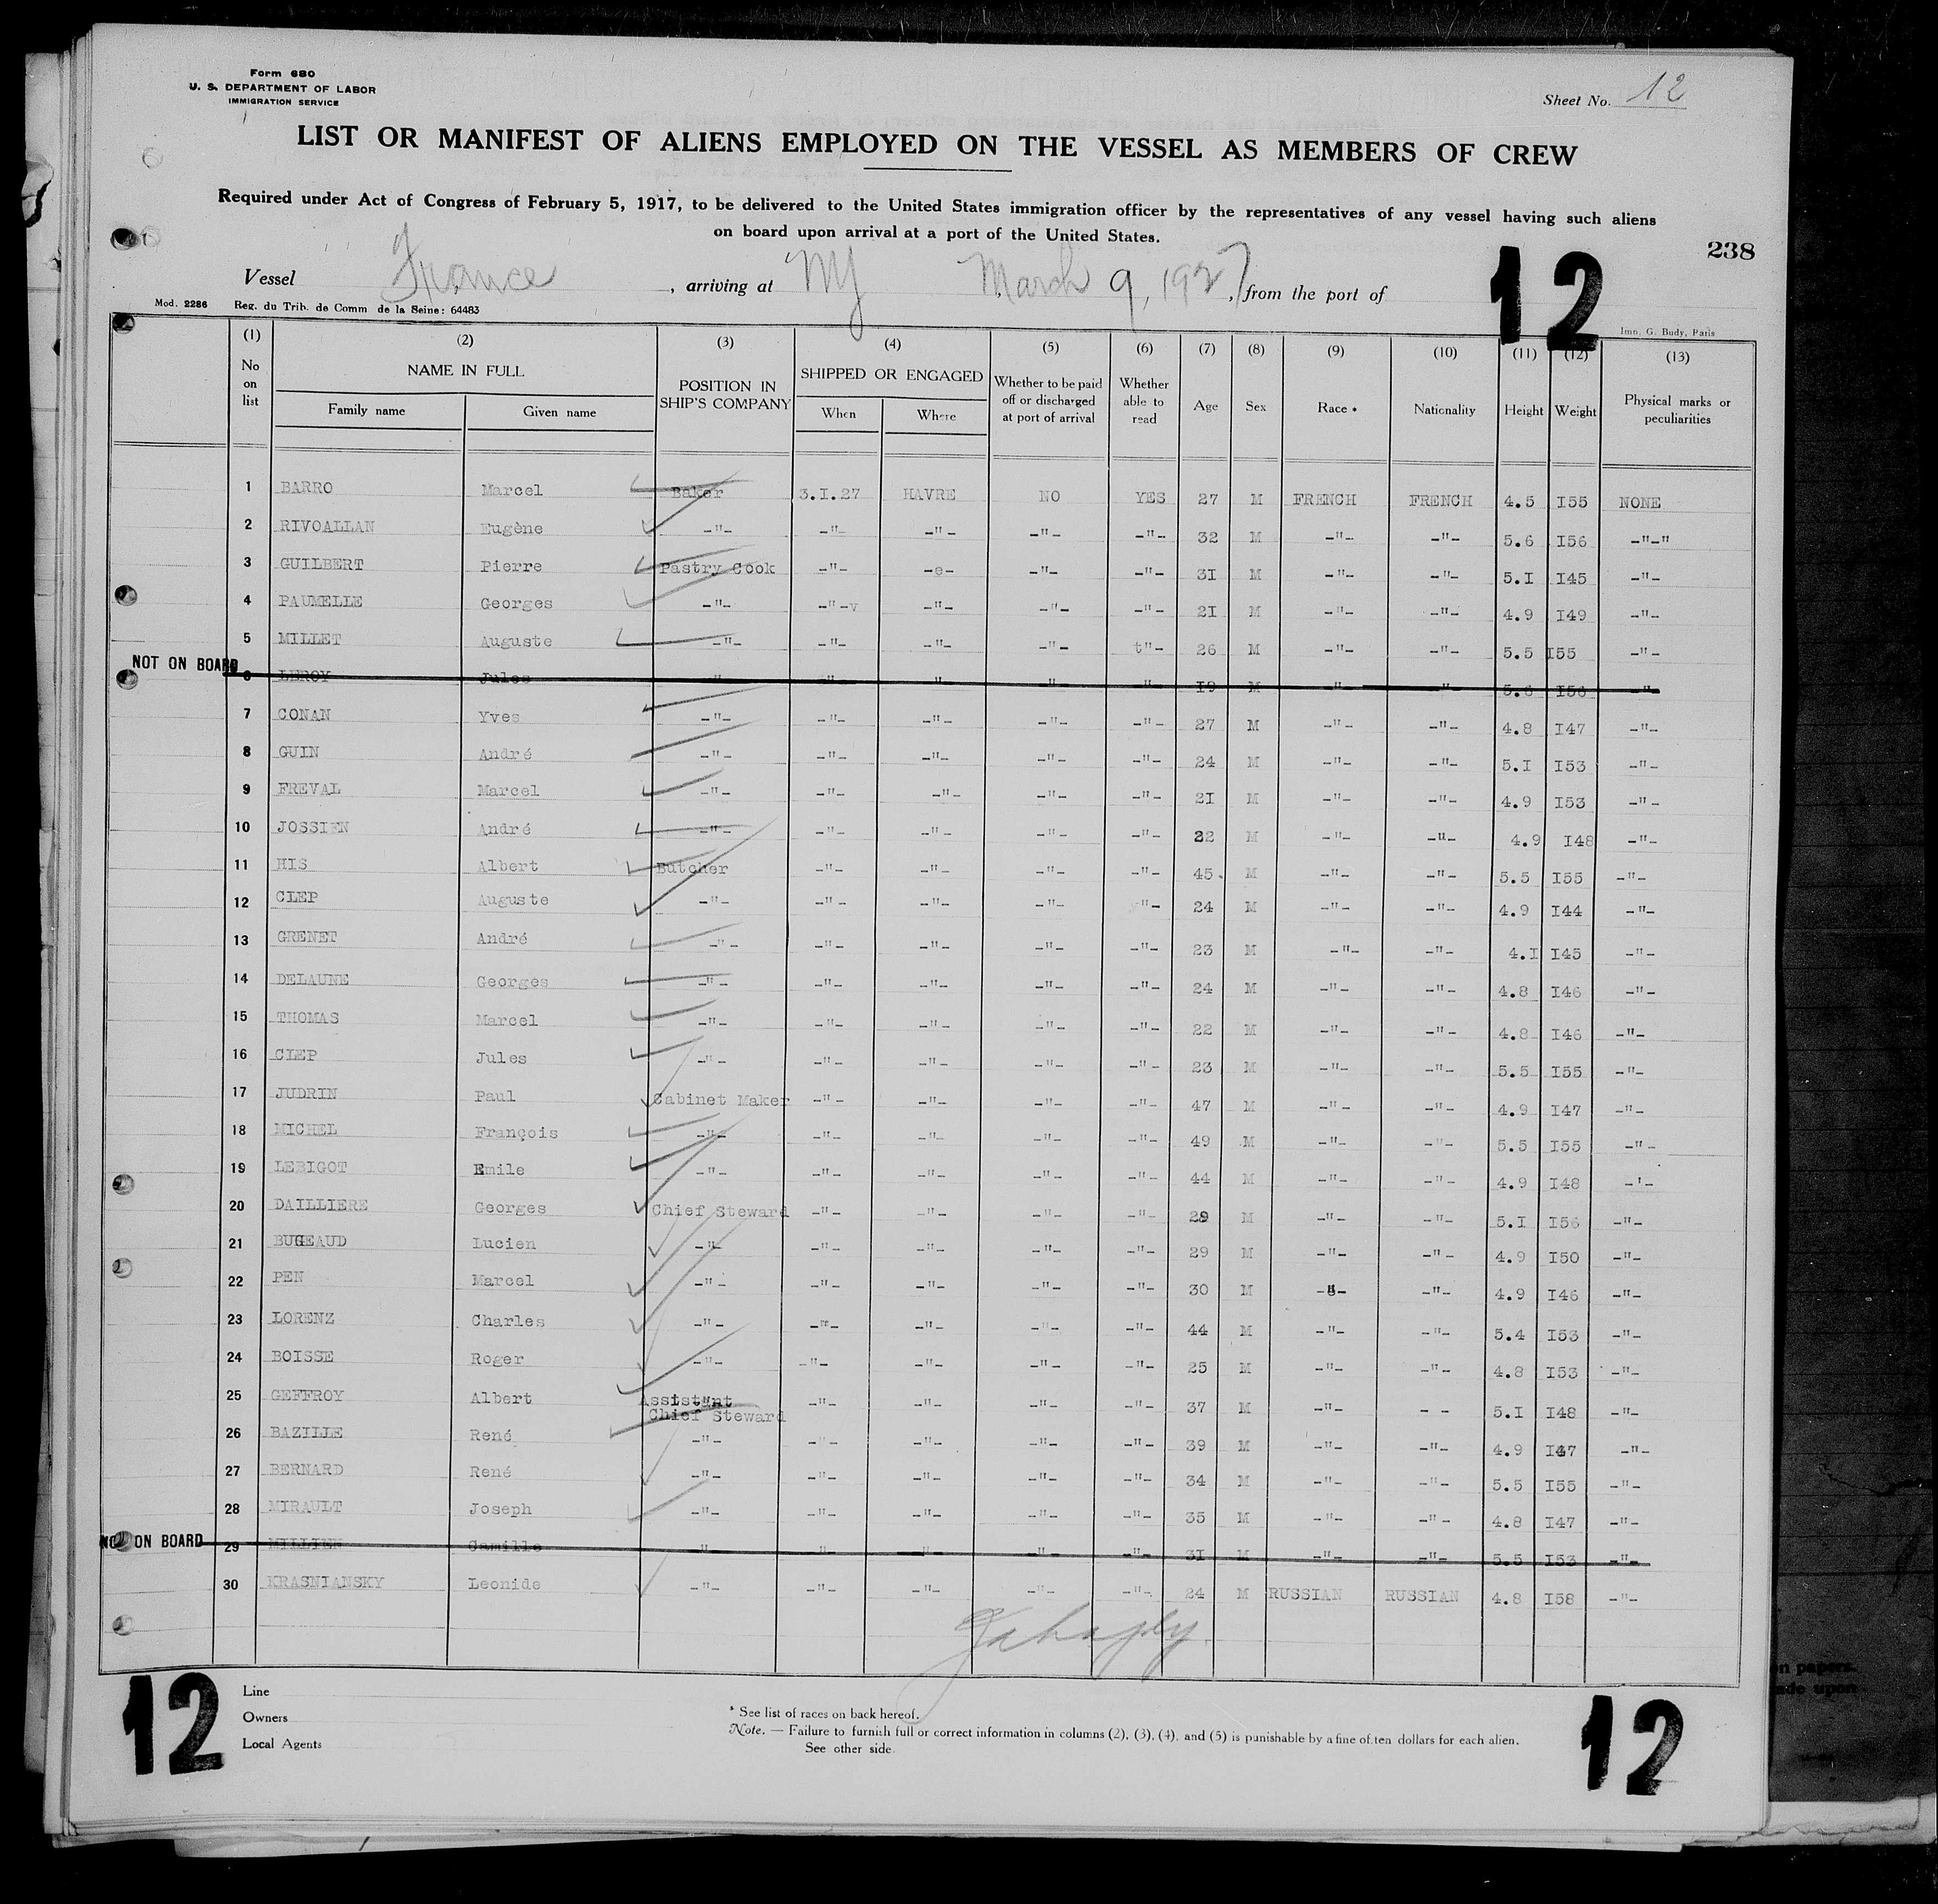 Form 680
U. S. DEPARTMENT OF LABOR
IMMIGRATION SERVICE
Sheet No. 12
LIST OR MANIFEST OF ALIENS EMPLOYED ON THE VESSEL AS MEMBERS OF CREW
Required under Act of Congress of February 5, 1917, to be delivered to the United States immigration officer by the representatives of any vessel having such aliens
on board upon arrival at a port of the United States.
12
238
Vessel France, arriving at NY March 9, 1927, from the port of
Mod. 2286 Reg. du Trib. de Comm de la Seine: 64483
Imp. G. Budy, Paris
(1) (2) (3) (4) (5) (6) (7) (8) (9) (10) (11) (12) (13)
No on list NAME IN FULL Family name Given name POSITION IN SHIP'S COMPANY SHIPPED OR ENGAGED When Where Whether to be paid off or discharged at port of arrival Whether able to read Age Sex Race * Nationality Height Weight Physical marks or peculiarities
1 BARRO Marcel Baker 3.I.27 HAVRE NO YES 27 M FRENCH FRENCH 4.5 I55 NONE
2 RIVOALLAN Eugène -"- -"- -"- -"- -"- 32 M -"- -"- 5.6 I56 -"-"
3 GUILBERT Pierre Pastry Cook -"- -e- -"- -"- 3I M -"- -"- 5.I I45 -"-
4 PAUMELLE Georges -"- -"-v -"- -"- -"- 2I M -"- -"- 4.9 I49 -"-
5 MILLET Auguste -"- -"- -"- -"- t"- 26 M -"- -"- 5.5 I55 -"-
NOT ON BOARD 6 LEROY Jules " " " " " I9 M -"- " 5.6 I56 -"-
7 CONAN Yves -"- -"- -"- -"- -"- 27 M -"- -"- 4.8 I47 -"-
8 GUIN André -"- -"- -"- -"- -"- 24 M -"- -"- 5.I I53 -"-
9 FREVAL Marcel -"- -"- -"- -"- -"- 2I M -"- -"- 4.9 I53 -"-
10 JOSSIEN André -"- -"- -"- -"- -"- 22 M -"- -"- 4.9 I48 -"-
11 HIS Albert Butcher -"- -"- -"- -"- 45. M -"- -"- 5.5 I55 -"-
12 CLEP Auguste -"- -"- -"- -"- "- 24 M -"- -"- 4.9 I44 -"-
13 GRENET André -"- -"- -"- -"- -"- 23 M -"- -"- 4.I I45 -"-
14 DELAUNE Georges -"- -"- -"- -"- -"- 24 M -"- -"- 4.8 I46 -"-
15 THOMAS Marcel -"- -"- -"- -"- -"- 22 M -"- -"- 4.8 I46 -"-
16 CLEP Jules -"- -"- -"- -"- -"- 23 M -"- -"- 5.5 I55 -"-
17 JUDRIN Paul Cabinet Maker -"- -"- -"- -"- 47 M -"- -"- 4.9 I47 -"-
18 MICHEL François -"- -"- -"- -"- -"- 49 M -"- -"- 5.5 I55 -"-
19 LEBIGOT Emile -"- -"- -"- -"- -"- 44 M -"- -"- 4.9 I48 -'-
20 DAILLIERE Georges Chief Steward -"- -"- -"- -"- 29 M -"- -"- 5.I I56 -"-
21 BUGEAUD Lucien -"- -"- -"- -"- -"- 29 M -"- -"- 4.9 I50 -"-
22 PEN Marcel -"- -"- -"- -"- -"- 30 M -"- -"- 4.9 I46 -"-
23 LORENZ Charles -"- -"- -"- -"- -"- 44 M -"- -"- 5.4 I53 -"-
24 BOISSE Roger -"- -"- -"- -"- -"- 25 M -"- -"- 4.8 I53 -"-
25 GEFFROY Albert Assistant Chief Steward -"- -"- -"- -"- 37 M -"- - - 5.I I48 -"-
26 BAZILLE René -"- -"- -"- -"- -"- 39 M -"- -"- 4.9 I47 -"-
27 BERNARD René -"- -"- -"- -"- -"- 34 M -"- -"- 5.5 I55 -"-
28 MIRAULT Joseph -"- -"- -"- -"- -"- 35 M -"- -"- 4.8 I47 -"-
NOT ON BOARD 29 MILLIEN Camille " " -"- -"- -"- 3I M -"- -"- 5.5 I53 -"-
30 KRASNIANSKY Leonide -"- -"- -"- -"- -"- 24 M RUSSIAN RUSSIAN 4.8 I58 -"-
12
Line
Owners
Local Agents
* See list of races on back hereof.
Note. — Failure to furnish full or correct information in columns (2), (3), (4), and (5) is punishable by a fine of ten dollars for each alien.
See other side
12
n papers.
ade upon